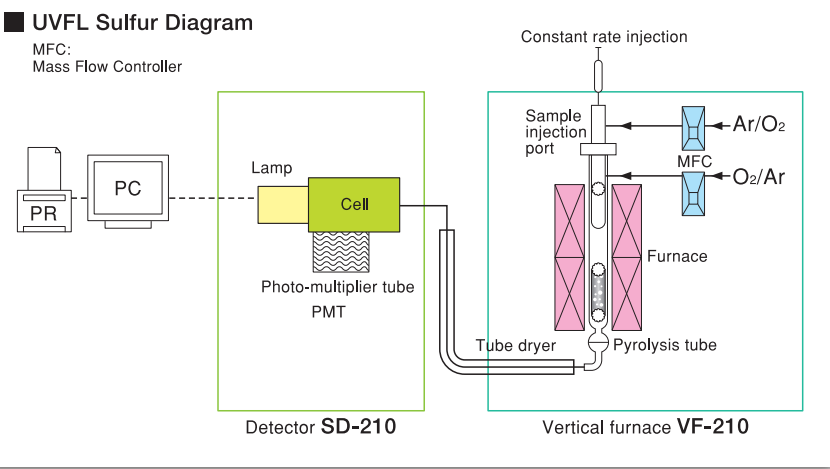 UVFL Sulfur Diagram
MFC:
Mass Flow Controller
Constant rate injection
Sample
injection
port
Ar/O₂
MFC
O₂/Ar
Lamp
Cell
PC
PR
Photo-multiplier tube
PMT
Furnace
Tube dryer
Pyrolysis tube
Detector SD-210
Vertical furnace VF-210